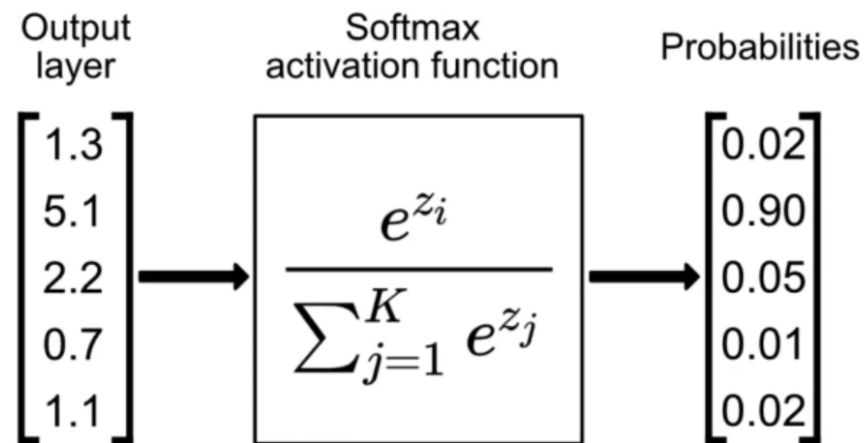 Output
layer
Softmax
activation function
Probabilities
1.3
5.1
2.2
0.7
1.1
e^{z_i}
∑_{j=1}^{K} e^{z_j}
0.02
0.90
0.05
0.01
0.02